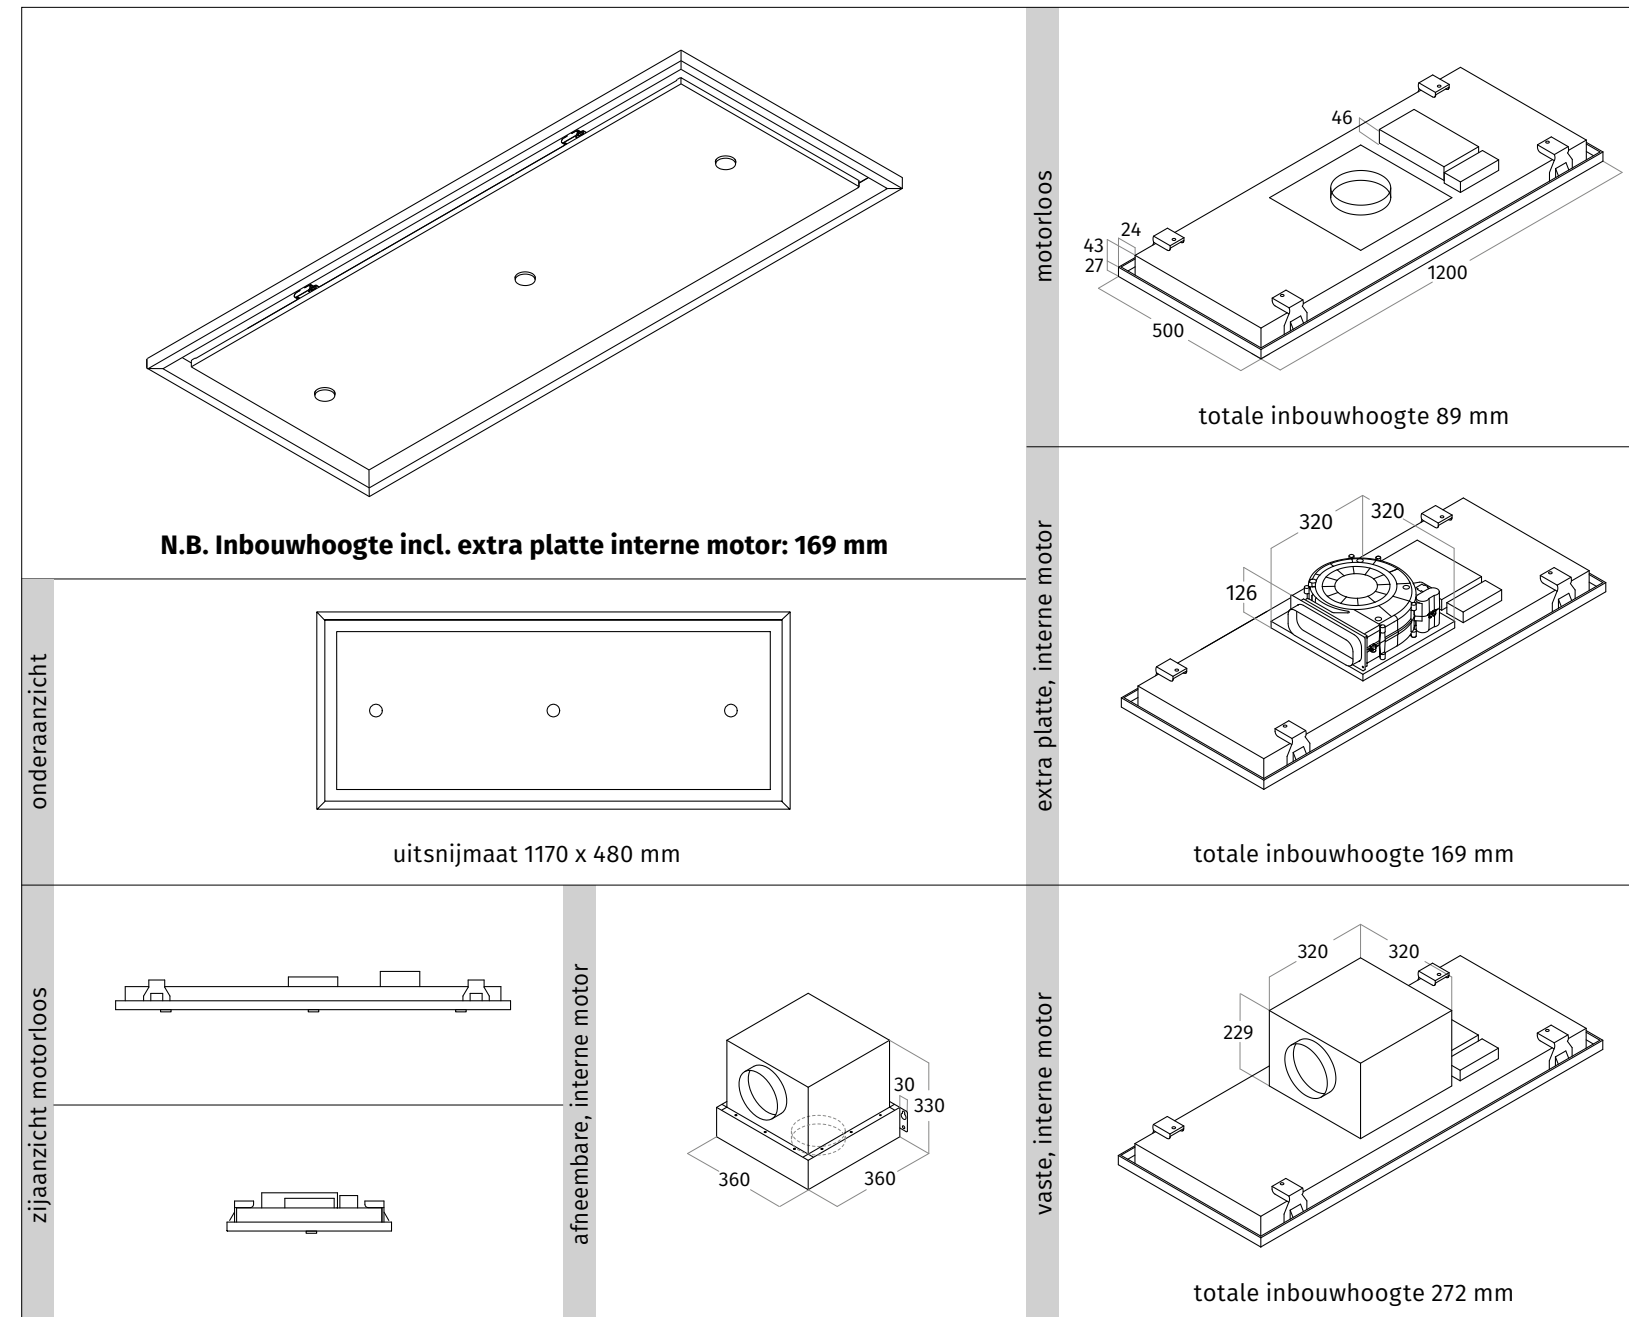 N.B. Inbouwhoogte incl. extra platte interne motor: 169 mm
motorloos
46
24
43
27
500
1200
totale inbouwhoogte 89 mm
onderaanzicht
uitsnijmaat 1170 x 480 mm
extra platte, interne motor
320
320
126
totale inbouwhoogte 169 mm
zijaanzicht motorloos
afneembare, interne motor
30
330
360
360
vaste, interne motor
320
320
229
totale inbouwhoogte 272 mm